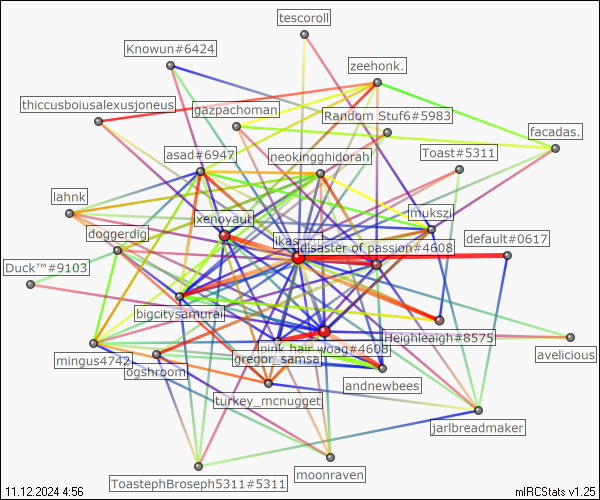 tescoroll
Knowun#6424
zeehonk.
thiccusboiusalexusjoneus
gazpachoman
Random Stuf6#5983
facadas.
asad#6947
neokingghidorah
Toast#5311
lahnk
xenoyaut
mukszi
doggerdig
ikas
disaster of passion#4608
default#0617
Duck™#9103
bigcitysamurai
Heighleaigh#8575
mingus4742
pink hair woag#4608
gregor_samsa
avelicious
cgshroom
andnewbees
turkey_mcnugget
jarlbreadmaker
ToastephBroseph5311#5311
moonraven
11.12.2024 4:56
mIRCStats v1.25